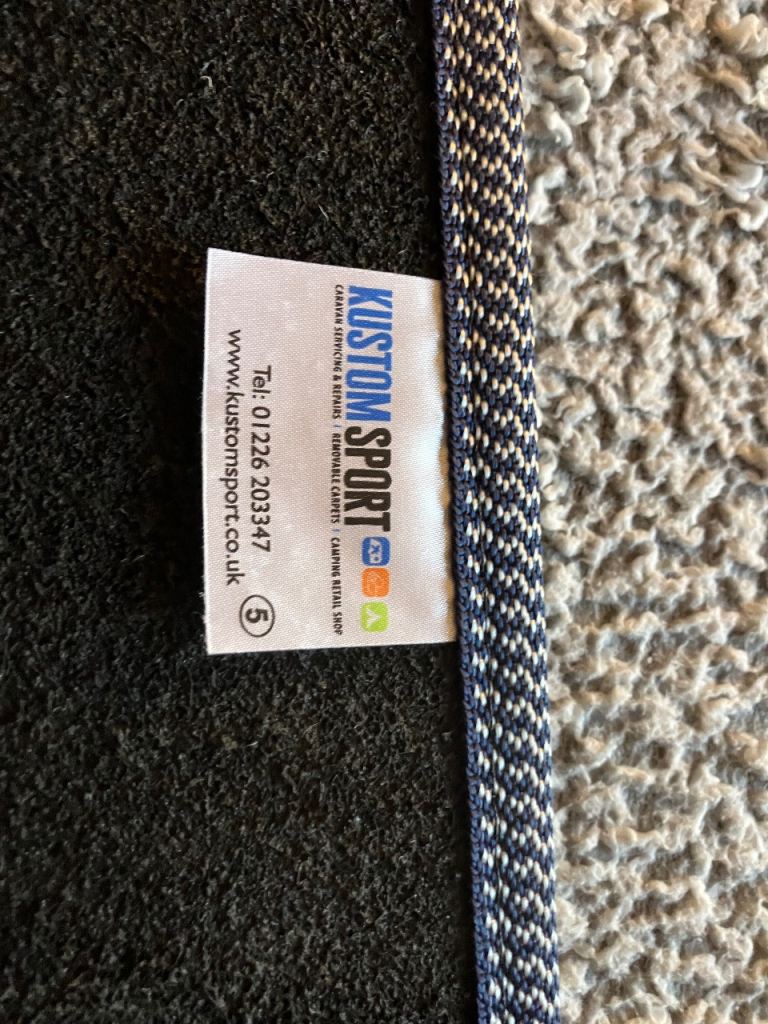 KUSTOM SPORT
CARAVAN SERVICING & REPAIRS | REMOVABLE CARPETS | CAMPING RETAIL SHOP
Tel: 01226 203347
www.kustomsport.co.uk
5